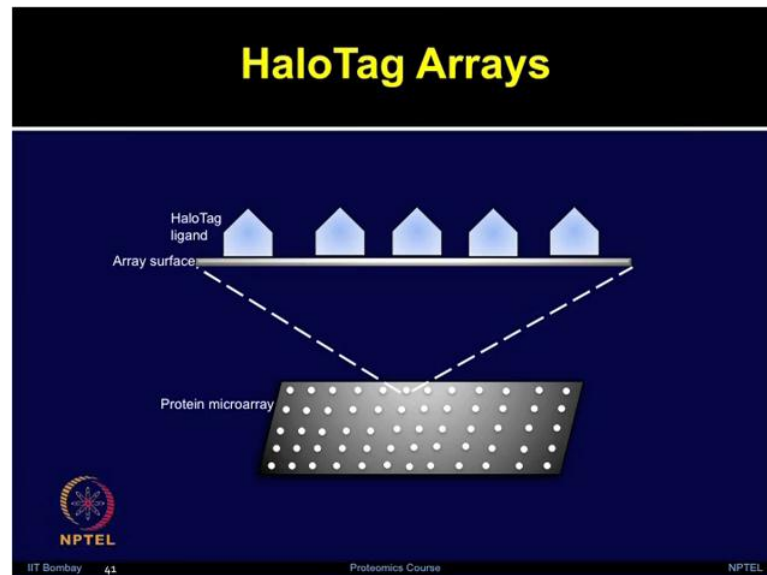 HaloTag Arrays
HaloTag
ligand
Array surface
Protein microarray
NPTEL
IIT Bombay 41 Proteomics Course NPTEL